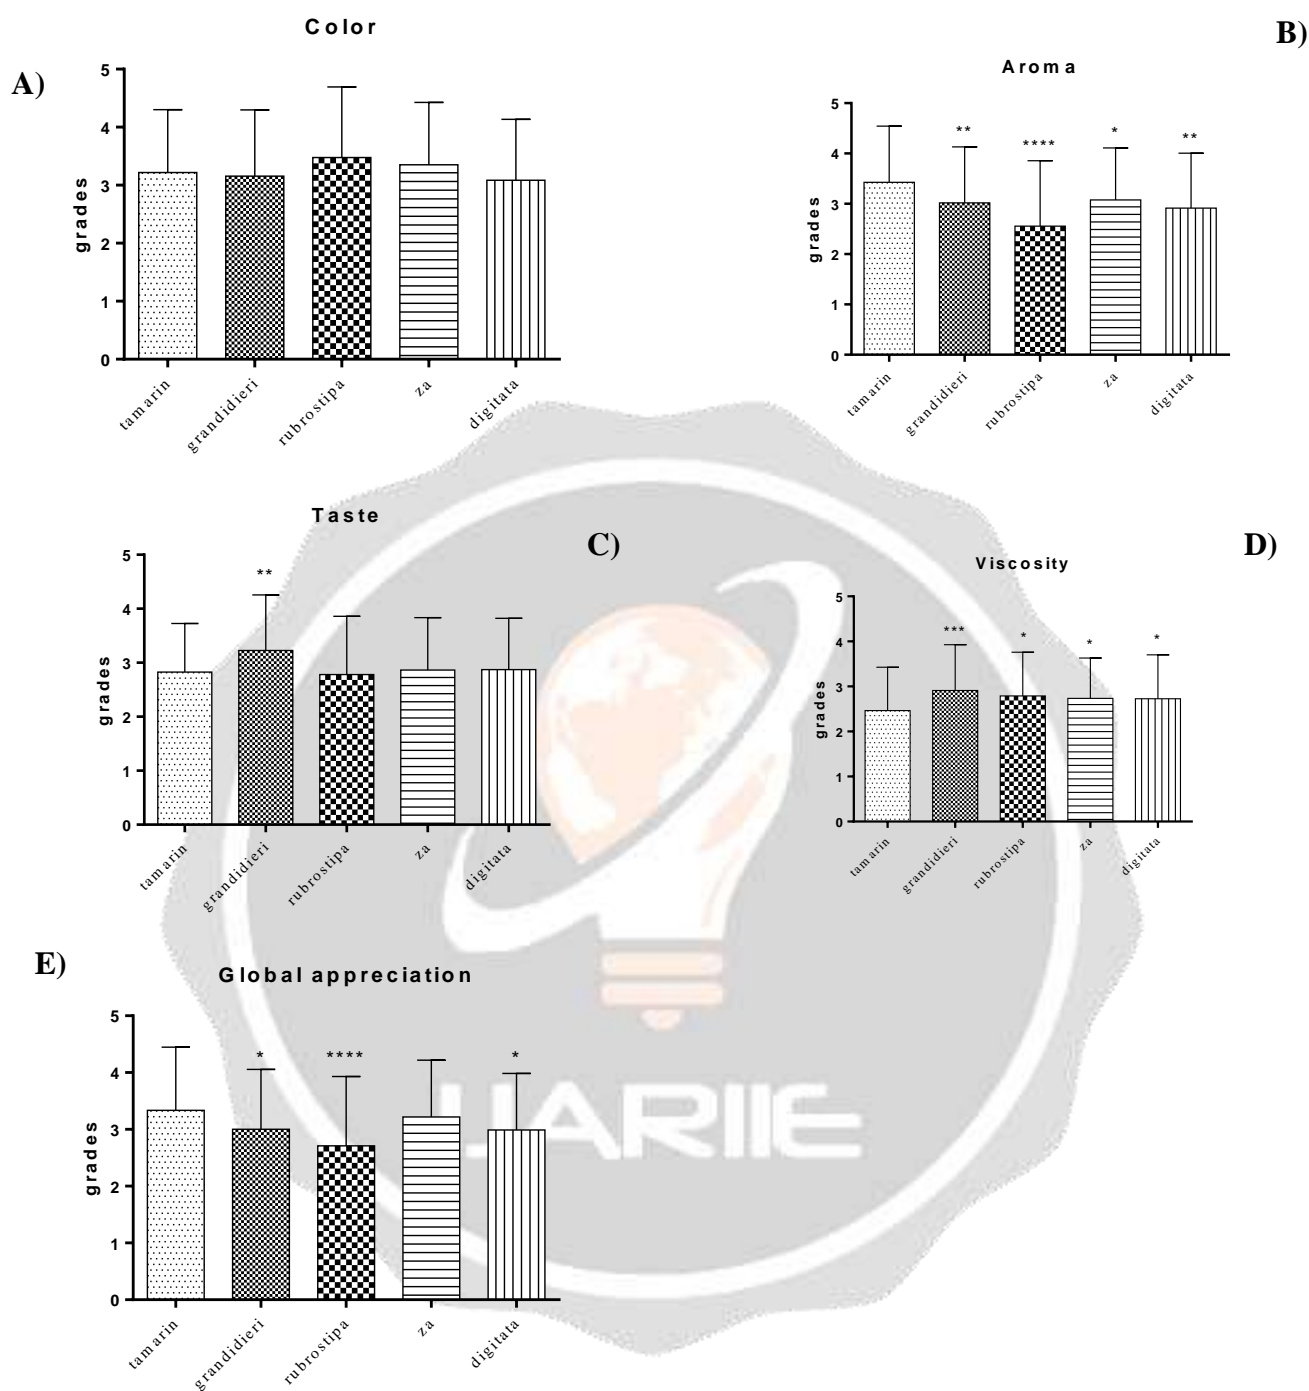 Color
A)
5
4
3
2
1
0
grades
tamarin
grandidieri
rubrostipa
za
digitata
B)
Aroma
5
4
3
2
1
0
grades
**
****
*
**
tamarin
grandidieri
rubrostipa
za
digitata
Taste
C)
5
4
3
2
1
0
grades
**
tamarin
grandidieri
rubrostipa
za
digitata
D)
Viscosity
5
4
3
2
1
0
grades
***
*
*
*
tamarin
grandidieri
rubrostipa
za
digitata
E)
Global appreciation
5
4
3
2
1
0
grades
*
****
*
tamarin
grandidieri
rubrostipa
za
digitata
IJARIIE